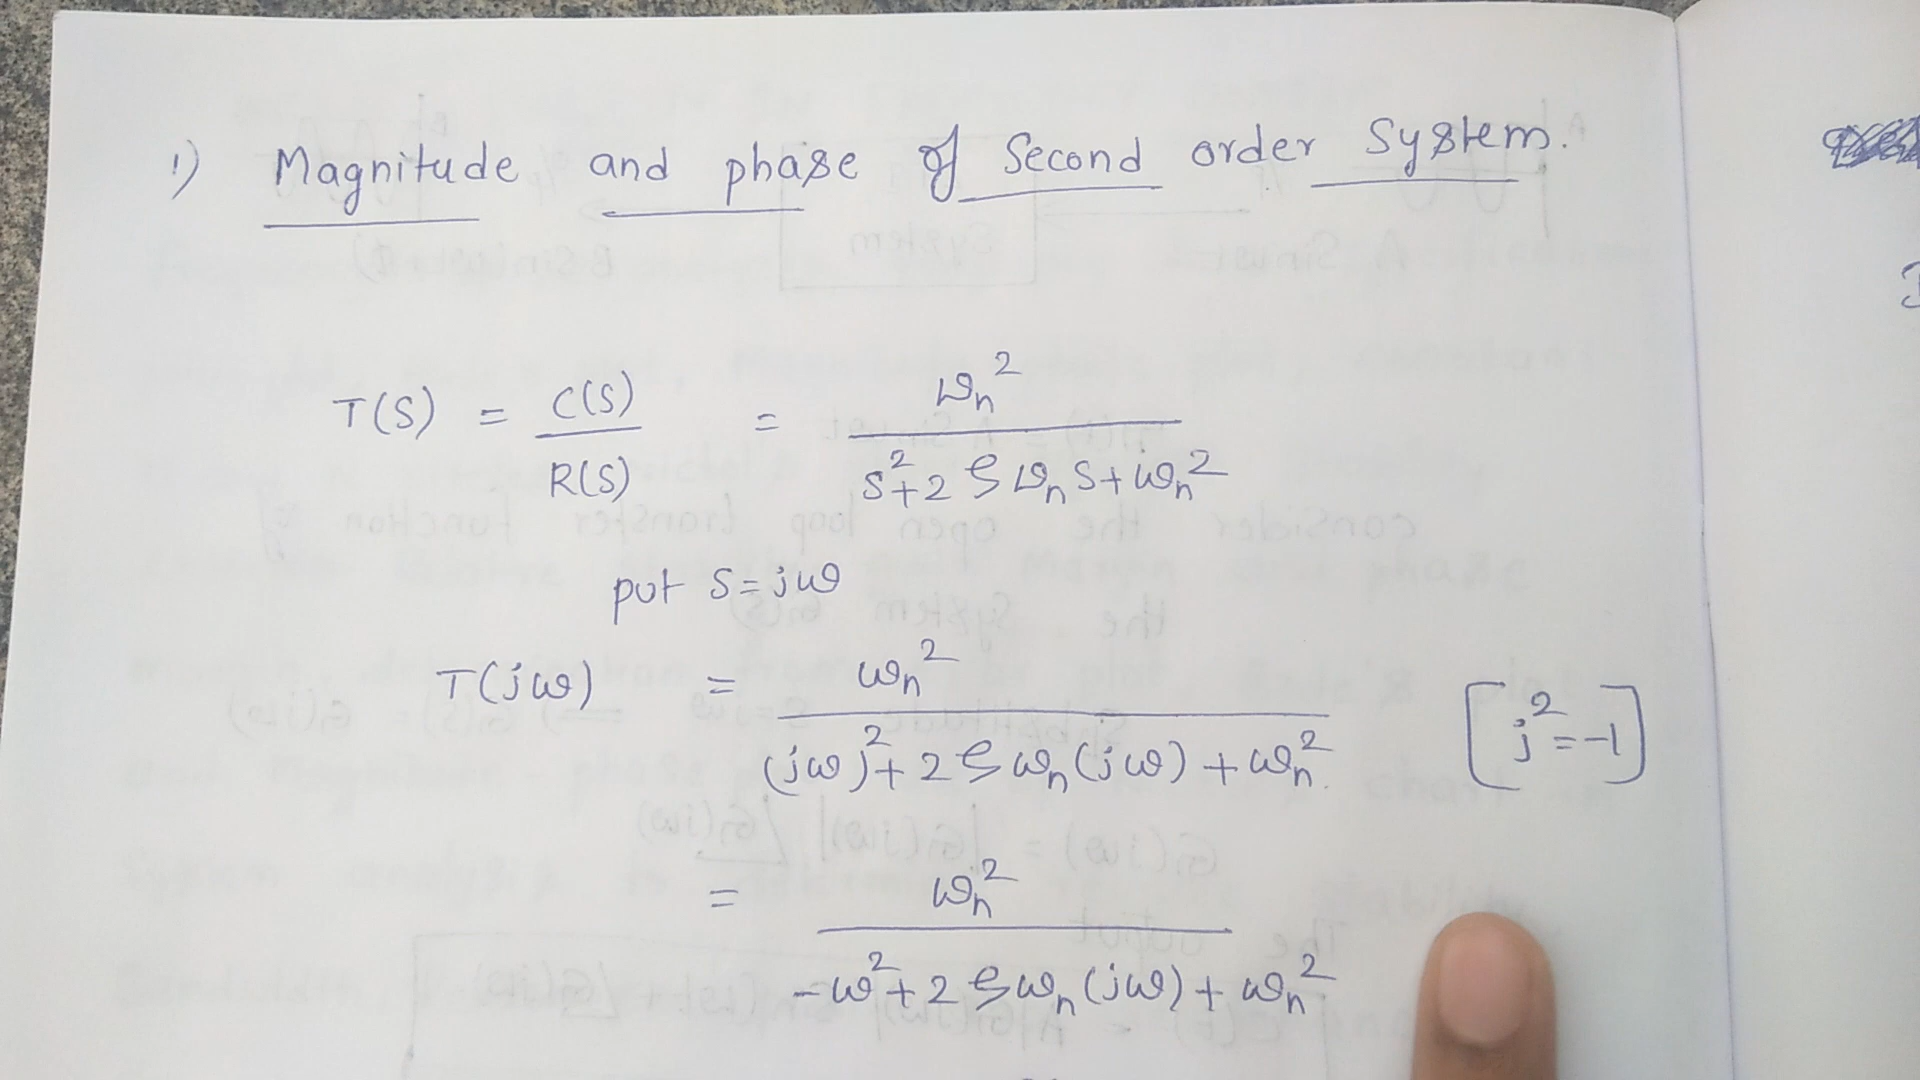 1) Magnitude and phase of Second order System.
T(S) = C(S)/R(S) = ωn²/(S²+2ξωnS+ωn²)
put S=jω
T(jω) = ωn²/((jω)²+2ξωn(jω)+ωn²) [j²=-1]
= ωn²/(-ω²+2ξωn(jω)+ωn²)